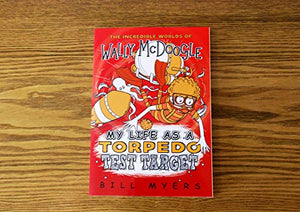 THE INCREDIBLE WORLDS OF
WALLY MCDOOGLE
MY LIFE AS A
TORPEDO
TEST TARGET
BILL MYERS